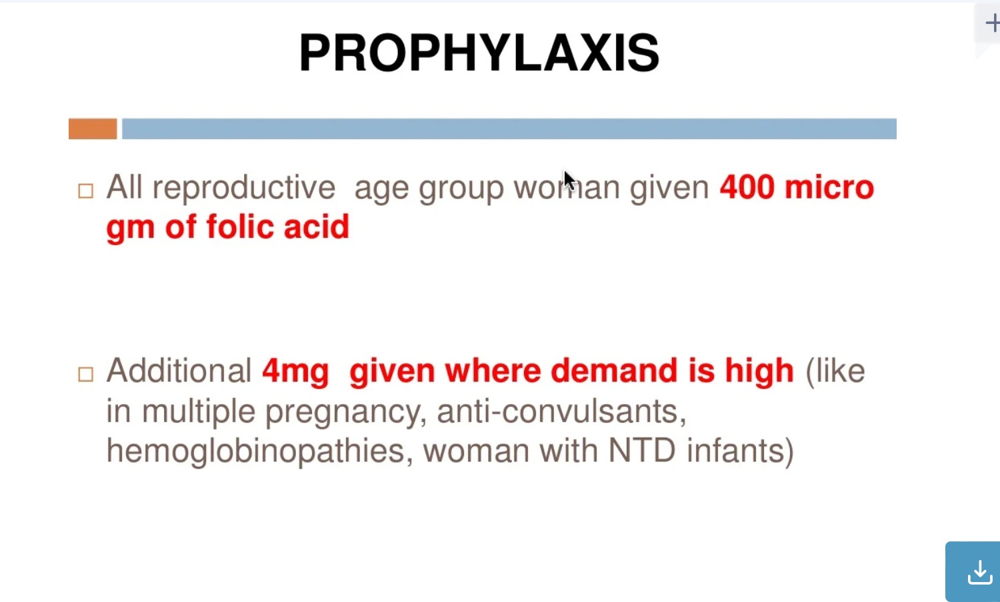 PROPHYLAXIS
All reproductive age group woman given 400 micro
gm of folic acid
Additional 4mg given where demand is high (like
in multiple pregnancy, anti-convulsants,
hemoglobinopathies, woman with NTD infants)